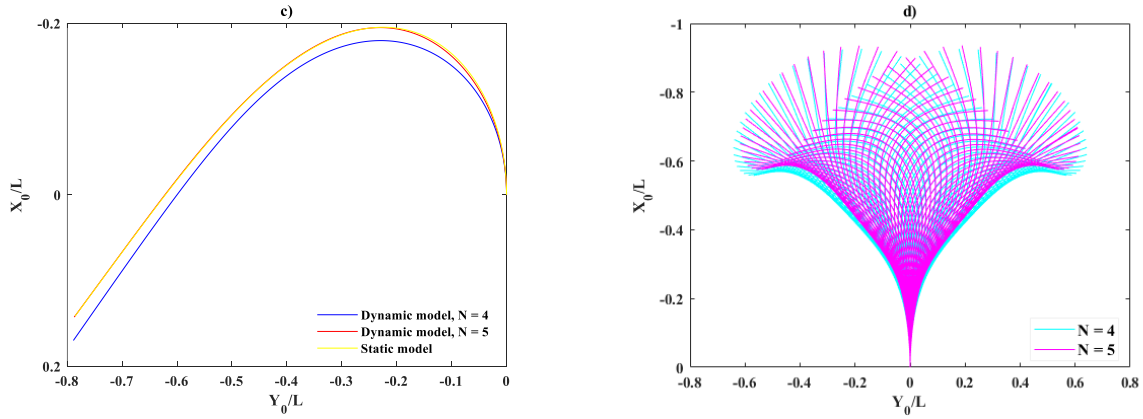 c)
-0.2
0
0.2
X0/L
-0.8 -0.7 -0.6 -0.5 -0.4 -0.3 -0.2 -0.1 0
Y0/L
Dynamic model, N = 4
Dynamic model, N = 5
Static model
d)
-1
-0.8
-0.6
-0.4
-0.2
0
X0/L
-0.8 -0.6 -0.4 -0.2 0 0.2 0.4 0.6 0.8
Y0/L
N = 4
N = 5